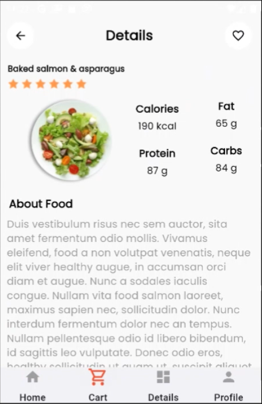 Details
Baked salmon & asparagus
Calories
190 kcal
Fat
65 g
Protein
87 g
Carbs
84 g
About Food
Duis vestibulum risus nec sem auctor, sita
amet fermentum odio mollis. Vivamus
eleifend, food a non volutpat venenatis, neque
elit viver healthy augue, in accumsan orci
diam et augue. Nunc a sodales iaculis
congue. Nullam vita food salmon laoreet,
maximus sapien nec, sollicitudin dolor. Nunc
interdum fermentum dolor nec an tempus.
Nullam pellentesque odio id libero bibendum,
id sagittis leo vulputate. Donec odio eros,
Home
Cart
Details
Profile